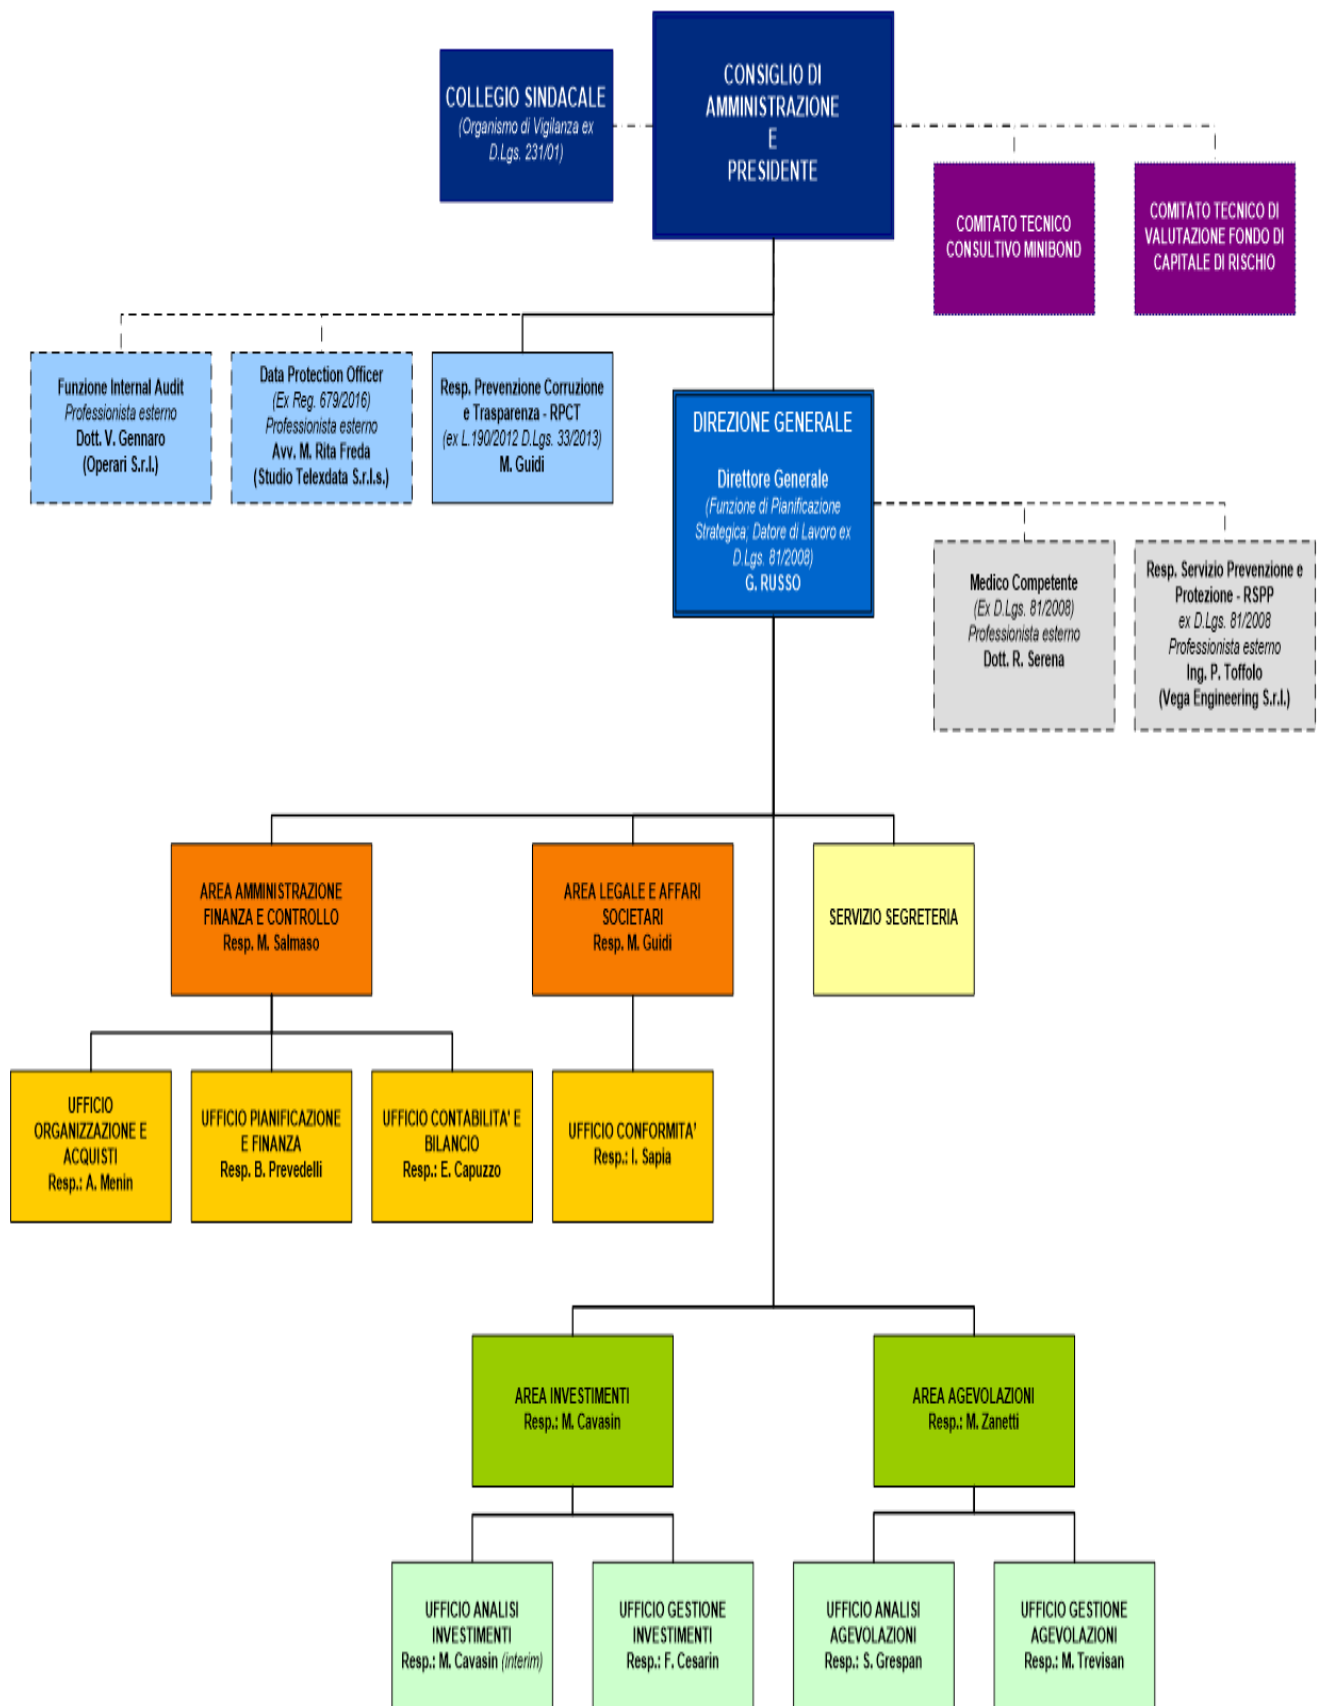 CONSIGLIO DI
AMMINISTRAZIONE
E
PRESIDENTE
COLLEGIO SINDACALE
(Organismo di Vigilanza ex
D.Lgs. 231/01)
COMITATO TECNICO
CONSULTIVO MINIBOND
COMITATO TECNICO DI
VALUTAZIONE FONDO DI
CAPITALE DI RISCHIO
Funzione Internal Audit
Professionista esterno
Dott. V. Gennaro
(Operari S.r.l.)
Data Protection Officer
(Ex Reg. 679/2016)
Professionista esterno
Avv. M. Rita Freda
(Studio Telexdata S.r.l.s.)
Resp. Prevenzione Corruzione
e Trasparenza - RPCT
(ex L.190/2012 D.Lgs. 33/2013)
M. Guidi
DIREZIONE GENERALE
Direttore Generale
(Funzione di Pianificazione
Strategica; Datore di Lavoro ex
D.Lgs. 81/2008)
G. RUSSO
Medico Competente
(Ex D.Lgs. 81/2008)
Professionista esterno
Dott. R. Serena
Resp. Servizio Prevenzione e
Protezione - RSPP
ex D.Lgs. 81/2008
Professionista esterno
Ing. P. Toffolo
(Vega Engineering S.r.l.)
AREA AMMINISTRAZIONE
FINANZA E CONTROLLO
Resp. M. Salmaso
AREA LEGALE E AFFARI
SOCIETARI
Resp. M. Guidi
SERVIZIO SEGRETERIA
UFFICIO
ORGANIZZAZIONE E
ACQUISTI
Resp.: A. Menin
UFFICIO PIANIFICAZIONE
E FINANZA
Resp. B. Prevedelli
UFFICIO CONTABILITA' E
BILANCIO
Resp.: E. Capuzzo
UFFICIO CONFORMITA'
Resp.: I. Sapia
AREA INVESTIMENTI
Resp.: M. Cavasin
AREA AGEVOLAZIONI
Resp.: M. Zanetti
UFFICIO ANALISI
INVESTIMENTI
Resp.: M. Cavasin (interim)
UFFICIO GESTIONE
INVESTIMENTI
Resp.: F. Cesarin
UFFICIO ANALISI
AGEVOLAZIONI
Resp.: S. Grespan
UFFICIO GESTIONE
AGEVOLAZIONI
Resp.: M. Trevisan